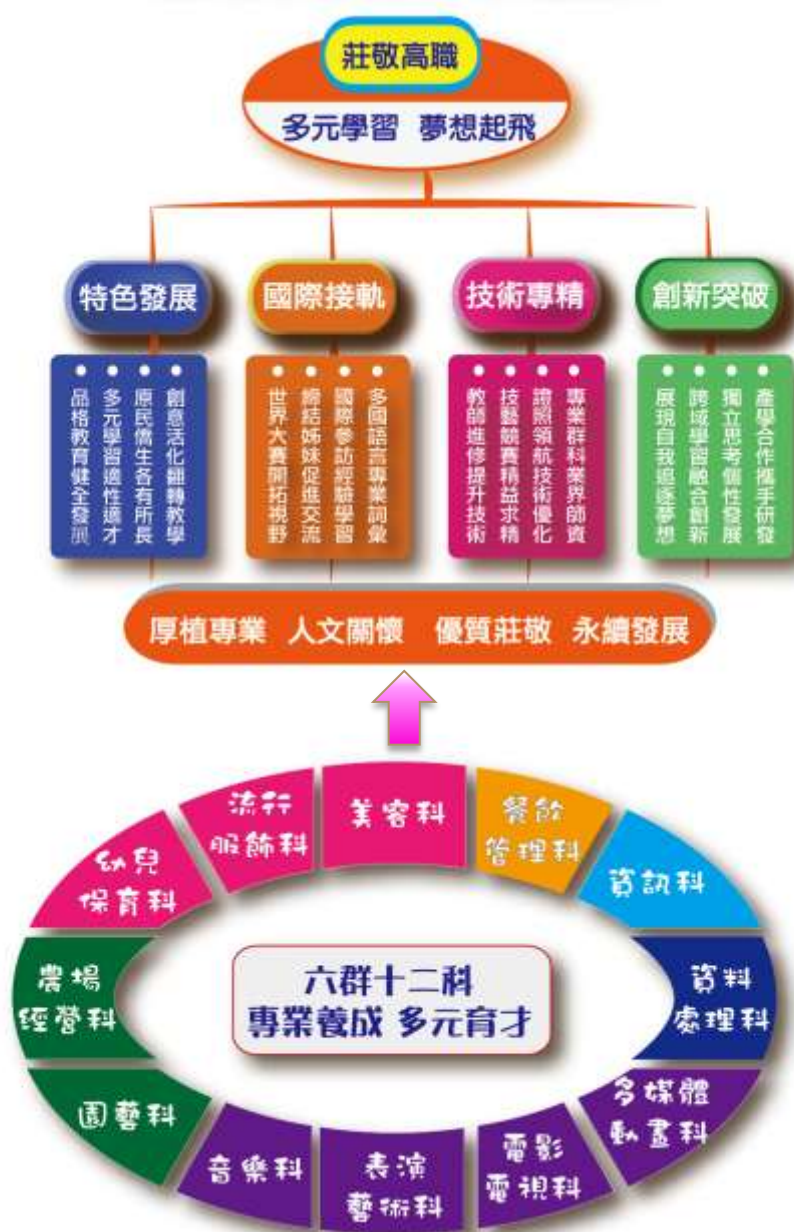 莊敬高職
多元學習 夢想起飛
特色發展
國際接軌
技術專精
創新突破
創意活化翻轉教學
原民僑生各有所長
多元學習適性適才
品格教育健全發展
多國語言專業詞彙
國際參訪經驗學習
締結姊妹促進交流
世界大賽開拓視野
專業群科業界師資
證照領航技術優化
技藝競賽精益求精
教師進修提升技術
產學合作攜手研發
獨立思考個性發展
跨域學習融合創新
展現自我追逐夢想
厚植專業 人文關懷 優質莊敬 永續發展
美容科
餐飲
管理科
資訊科
資料
處理科
多媒體
動畫科
電影
電視科
表演
藝術科
音樂科
園藝科
農場
經營科
幼兒
保育科
流行
服飾科
六群十二科
專業養成 多元育才